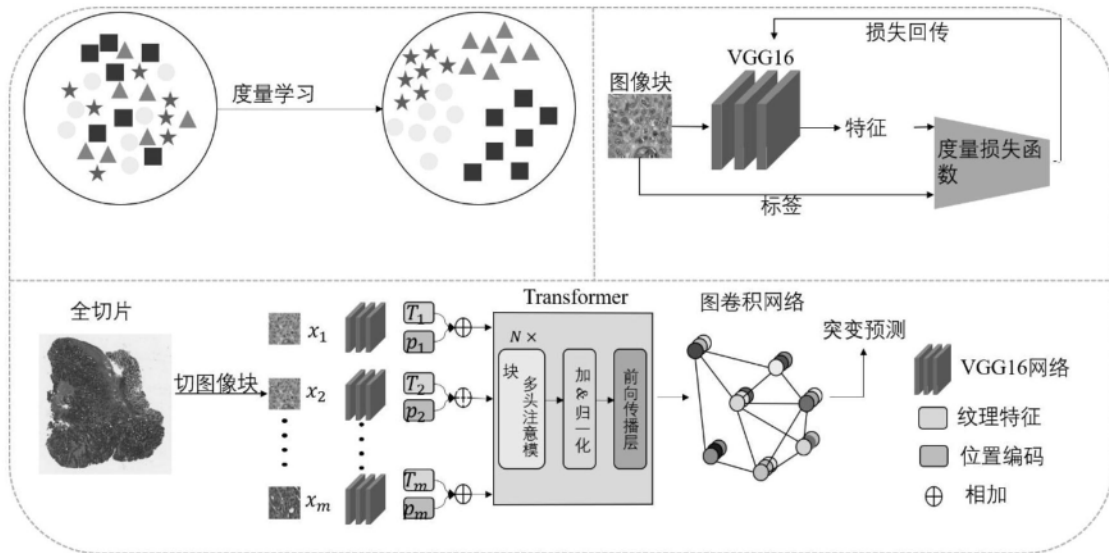 度量学习
损失回传
VGG16
图像块
特征
度量损失函
数
标签
全切片
切图像块
x₁
x₂
xₘ
T₁
p₁
T₂
p₂
Tₘ
pₘ
Transformer
N ×
多头注意模
块
加&归一化
前向传播层
图卷积网络
突变预测
VGG16网络
纹理特征
位置编码
相加